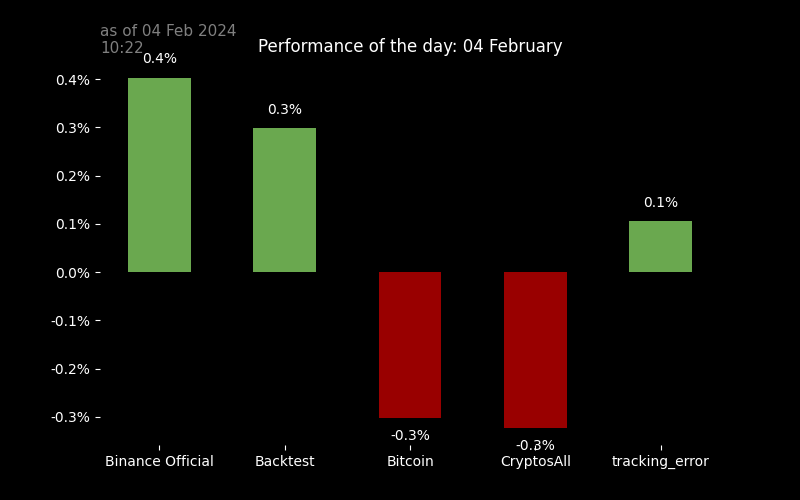 as of 04 Feb 2024
10:22
Performance of the day: 04 February
0.4%
0.3%
0.1%
-0.3%
-0.3%
0.4%
0.3%
0.2%
0.1%
0.0%
-0.1%
-0.2%
-0.3%
Binance Official
Backtest
Bitcoin
CryptosAll
tracking_error